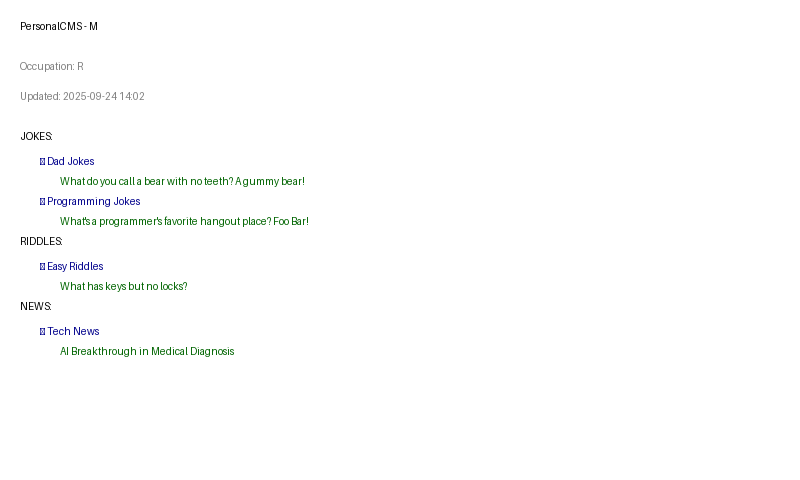 PersonalCMS - M
Occupation: R
Updated: 2025-09-24 14:02
JOKES:
Dad Jokes
What do you call a bear with no teeth? A gummy bear!
Programming Jokes
What's a programmer's favorite hangout place? Foo Bar!
RIDDLES:
Easy Riddles
What has keys but no locks?
NEWS:
Tech News
AI Breakthrough in Medical Diagnosis